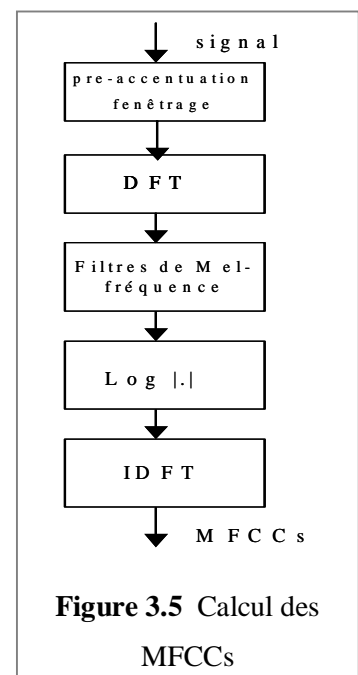 signal
pre-accentuation
fenêtrage
DFT
Filtres de Mel-
fréquence
Log |.|
IDFT
MFCCs
Figure 3.5 Calcul des
MFCCs